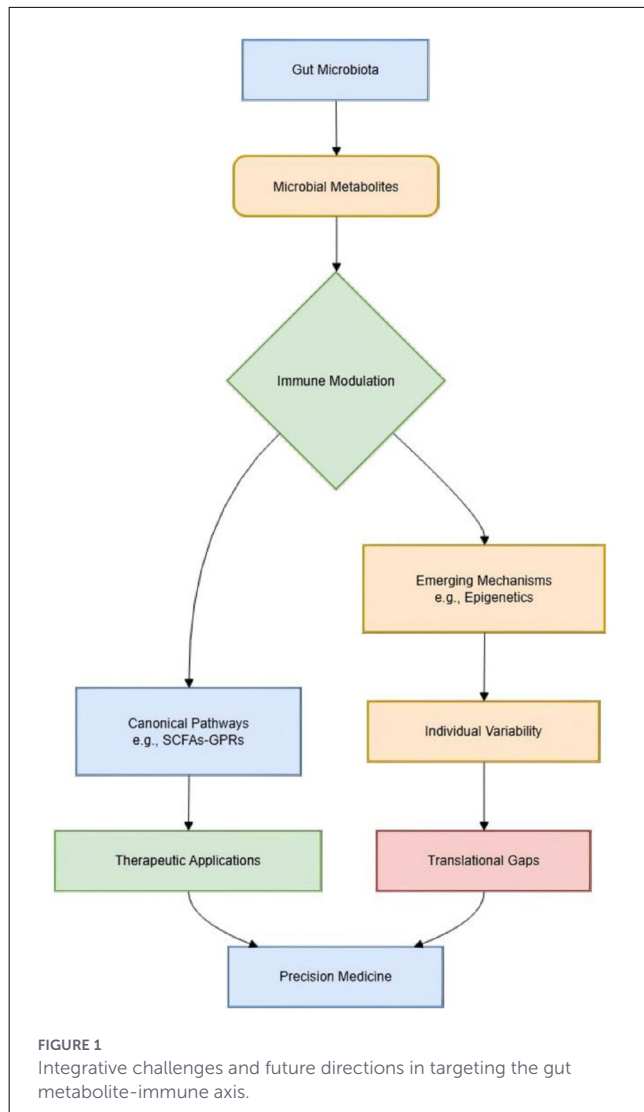 Gut Microbiota
Microbial Metabolites
Immune Modulation
Emerging Mechanisms
e.g., Epigenetics
Canonical Pathways
e.g., SCFAs-GPRs
Individual Variability
Therapeutic Applications
Translational Gaps
Precision Medicine
FIGURE 1
Integrative challenges and future directions in targeting the gut
metabolite-immune axis.